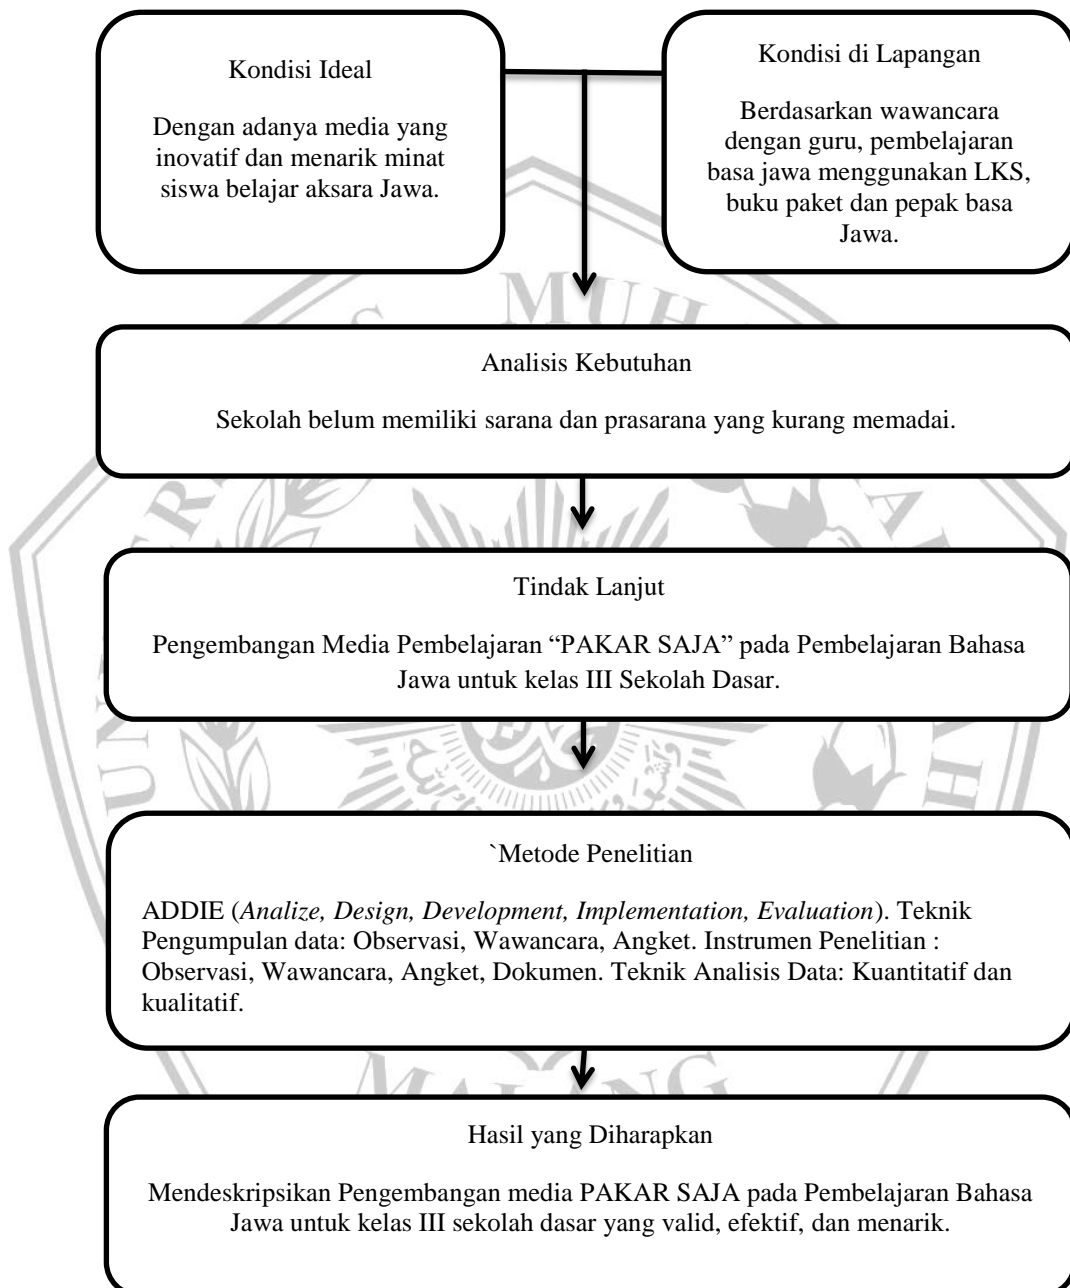 Kondisi Ideal
Dengan adanya media yang
inovatif dan menarik minat
siswa belajar aksara Jawa.
Kondisi di Lapangan
Berdasarkan wawancara
dengan guru, pembelajaran
basa jawa menggunakan LKS,
buku paket dan pepak basa
Jawa.
Analisis Kebutuhan
Sekolah belum memiliki sarana dan prasarana yang kurang memadai.
Tindak Lanjut
Pengembangan Media Pembelajaran “PAKAR SAJA” pada Pembelajaran Bahasa
Jawa untuk kelas III Sekolah Dasar.
`Metode Penelitian
ADDIE (Analize, Design, Development, Implementation, Evaluation). Teknik
Pengumpulan data: Observasi, Wawancara, Angket. Instrumen Penelitian :
Observasi, Wawancara, Angket, Dokumen. Teknik Analisis Data: Kuantitatif dan
kualitatif.
Hasil yang Diharapkan
Mendeskripsikan Pengembangan media PAKAR SAJA pada Pembelajaran Bahasa
Jawa untuk kelas III sekolah dasar yang valid, efektif, dan menarik.
MALANG